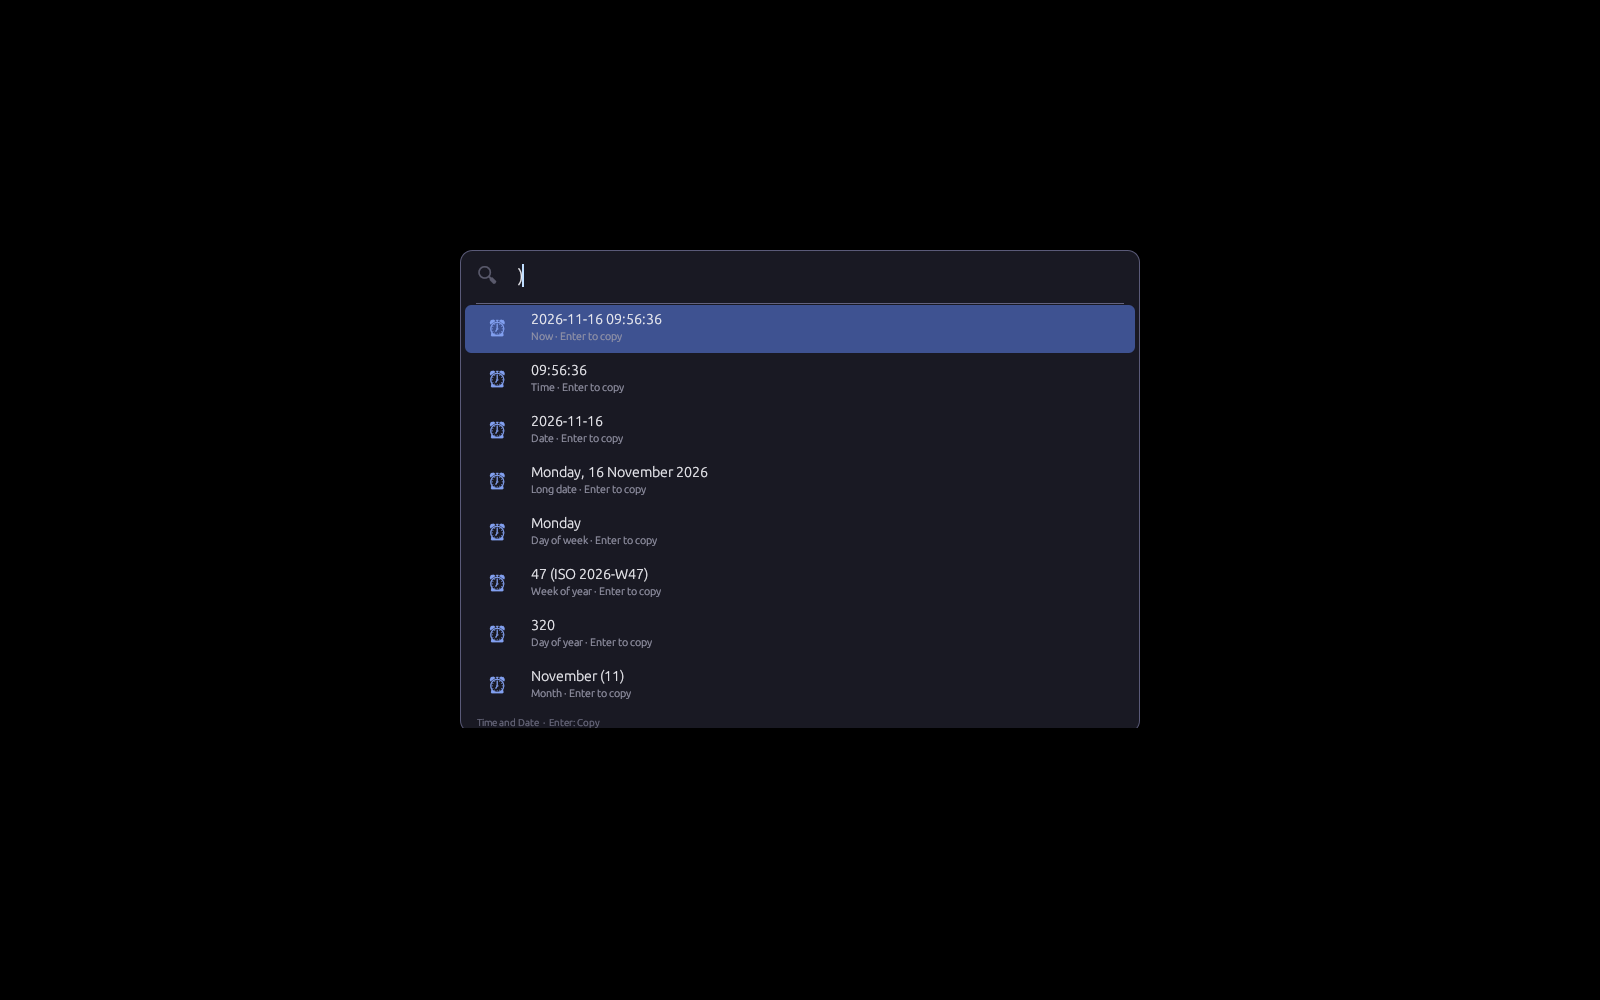 )
2026-11-16 09:56:36
Now · Enter to copy
09:56:36
Time · Enter to copy
2026-11-16
Date · Enter to copy
Monday, 16 November 2026
Long date · Enter to copy
Monday
Day of week · Enter to copy
47 (ISO 2026-W47)
Week of year · Enter to copy
320
Day of year · Enter to copy
November (11)
Month · Enter to copy
Time and Date · Enter: Copy